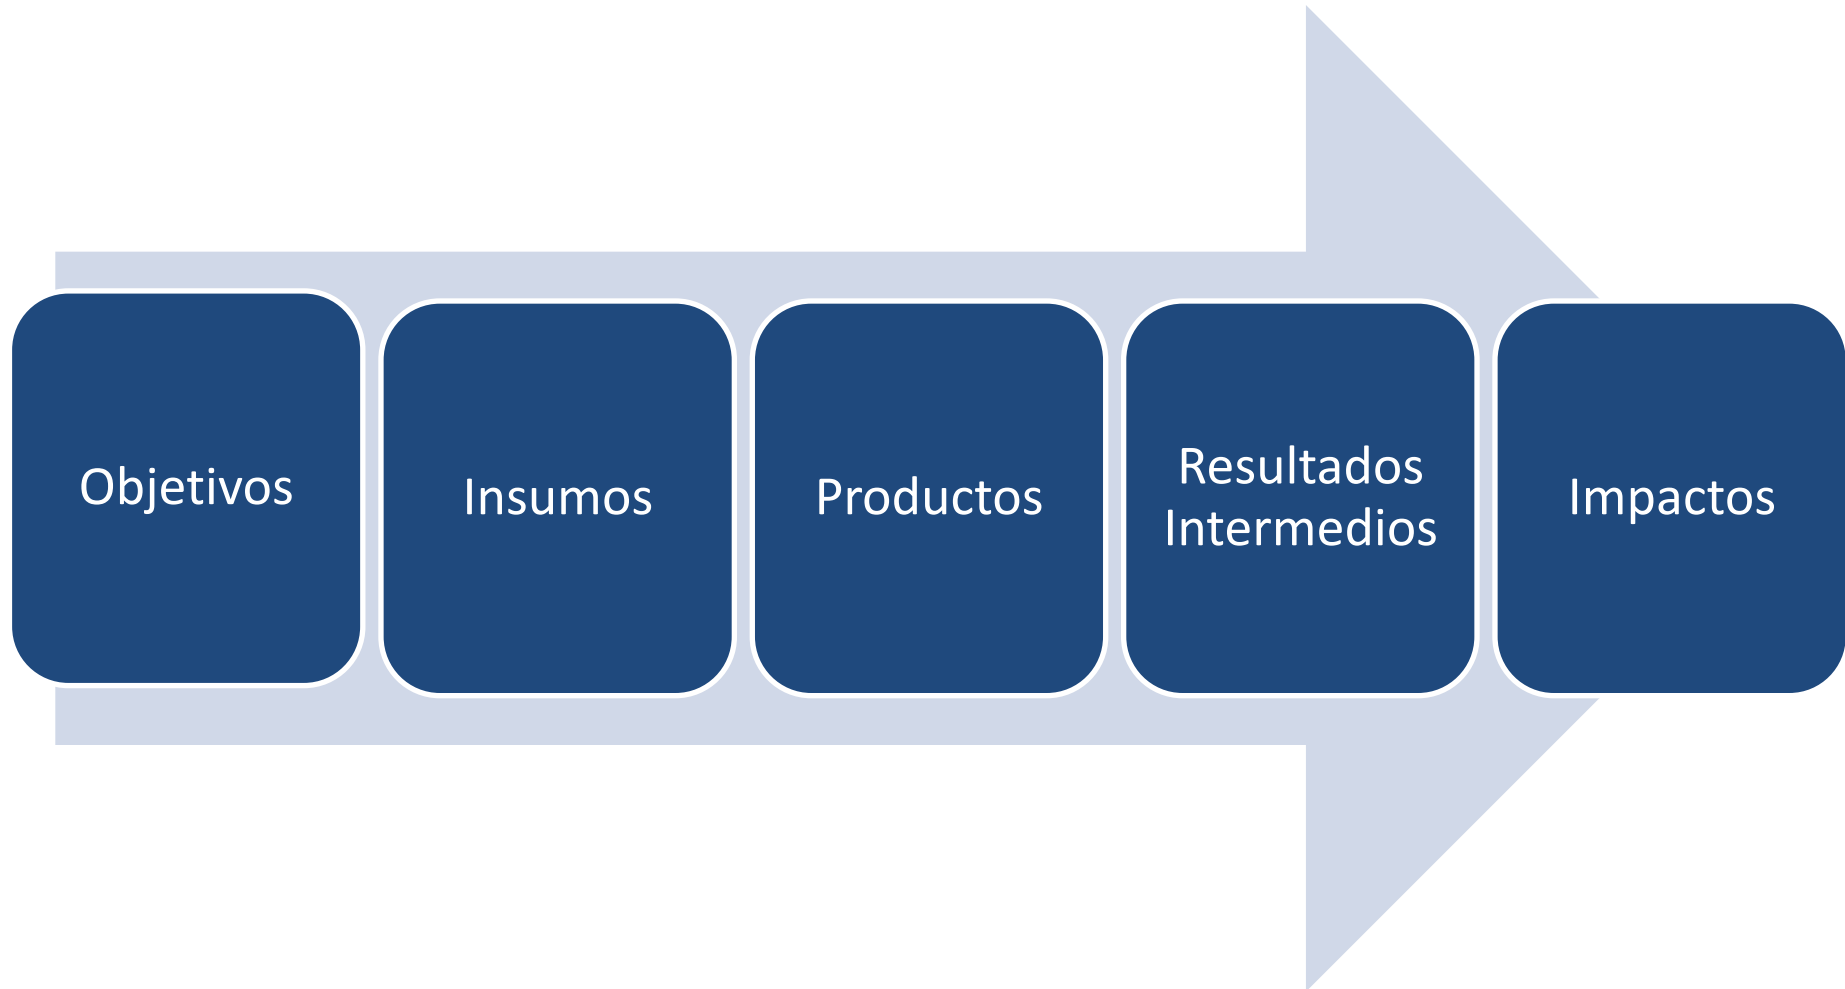 Objetivos
Insumos
Productos
Resultados
Intermedios
Impactos